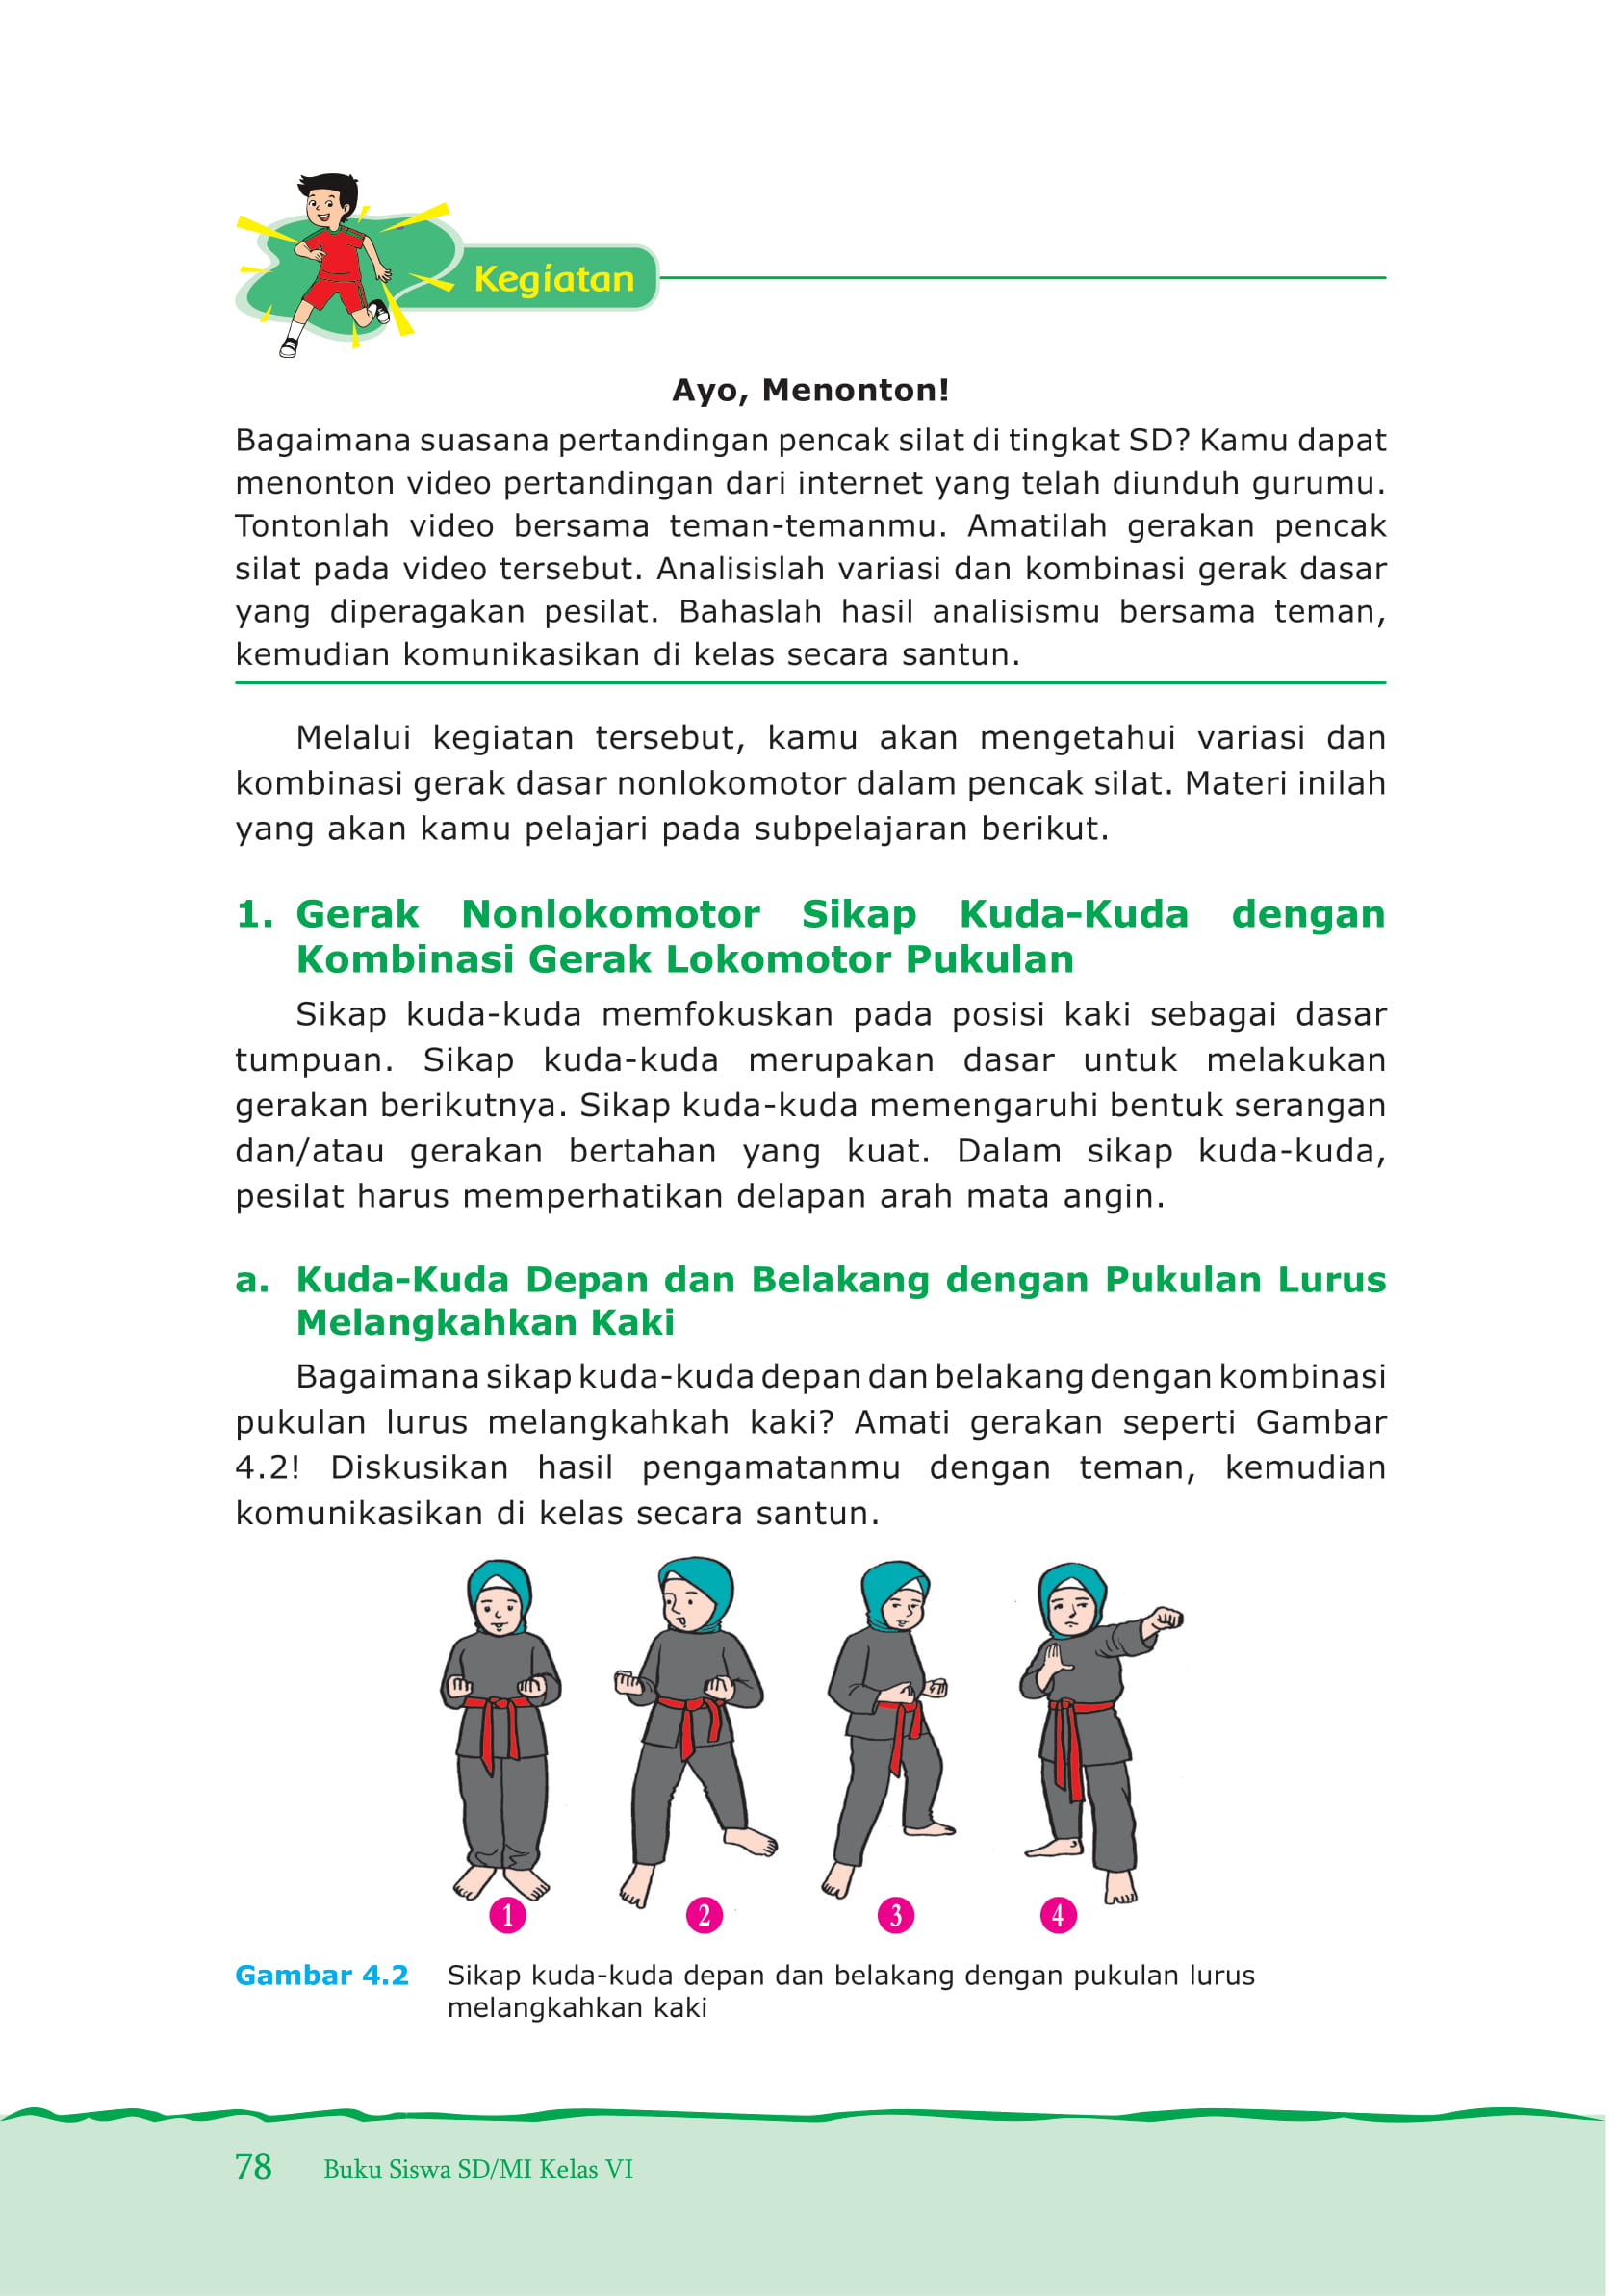 Kegiatan
Ayo, Menonton!
Bagaimana suasana pertandingan pencak silat di tingkat SD? Kamu dapat
menonton video pertandingan dari internet yang telah diunduh gurumu.
Tontonlah video bersama teman-temanmu. Amatilah gerakan pencak
silat pada video tersebut. Analisislah variasi dan kombinasi gerak dasar
yang diperagakan pesilat. Bahaslah hasil analisismu bersama teman,
kemudian komunikasikan di kelas secara santun.
Melalui kegiatan tersebut, kamu akan mengetahui variasi dan
kombinasi gerak dasar nonlokomotor dalam pencak silat. Materi inilah
yang akan kamu pelajari pada subpelajaran berikut.
1. Gerak Nonlokomotor Sikap Kuda-Kuda dengan
Kombinasi Gerak Lokomotor Pukulan
Sikap kuda-kuda memfokuskan pada posisi kaki sebagai dasar
tumpuan. Sikap kuda-kuda merupakan dasar untuk melakukan
gerakan berikutnya. Sikap kuda-kuda memengaruhi bentuk serangan
dan/atau gerakan bertahan yang kuat. Dalam sikap kuda-kuda,
pesilat harus memperhatikan delapan arah mata angin.
a. Kuda-Kuda Depan dan Belakang dengan Pukulan Lurus
Melangkahkan Kaki
Bagaimana sikap kuda-kuda depan dan belakang dengan kombinasi
pukulan lurus melangkahkah kaki? Amati gerakan seperti Gambar
4.2! Diskusikan hasil pengamatanmu dengan teman, kemudian
komunikasikan di kelas secara santun.
1 2 3 4
Gambar 4.2 Sikap kuda-kuda depan dan belakang dengan pukulan lurus
melangkahkan kaki
78 Buku Siswa SD/MI Kelas VI